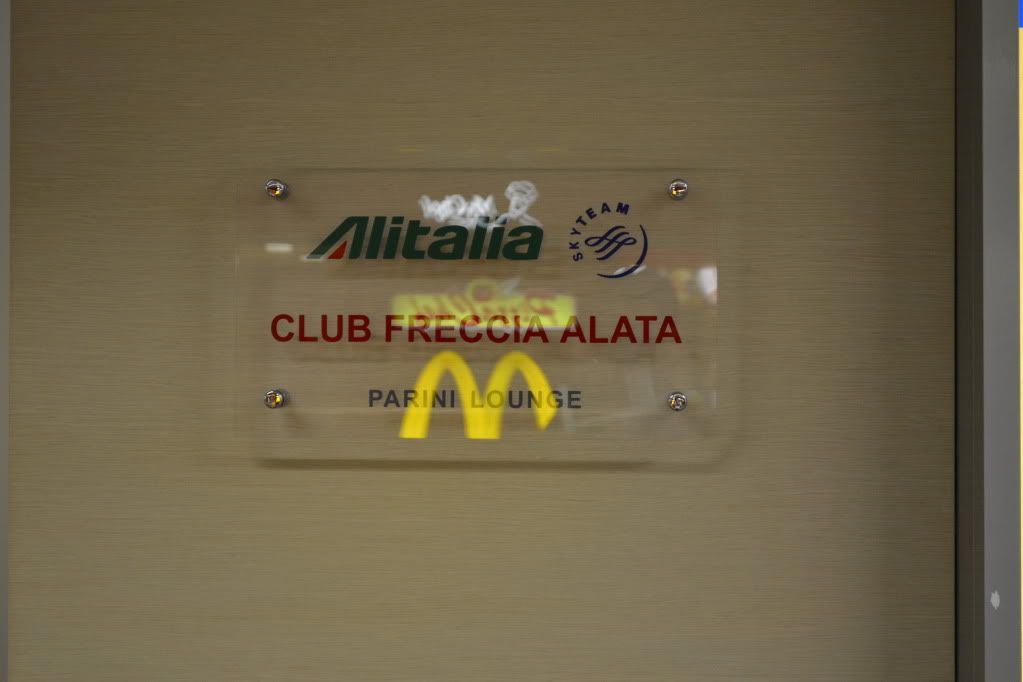 Alitalia
SKYTEAM
CLUB FRECCIA ALATA
PARINI LOUNGE